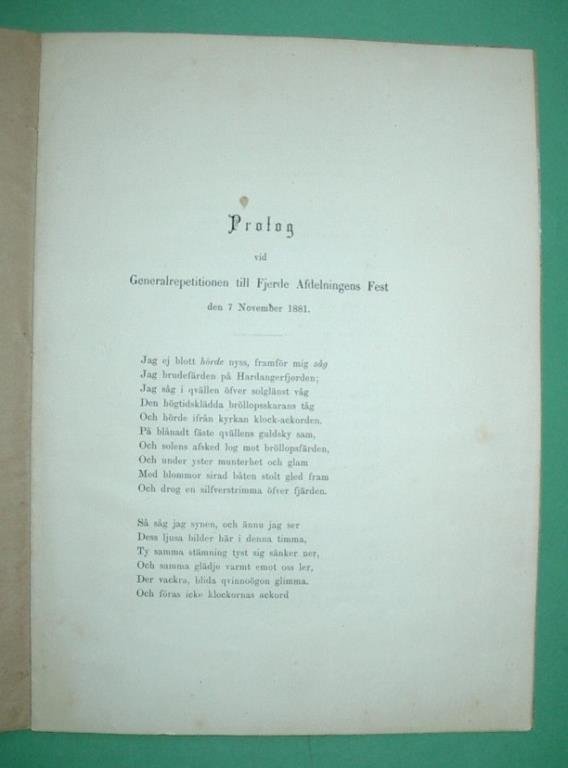 Prolog
vid
Generalrepetitionen till Fjerde Afdelningens Fest
den 7 November 1881.
Jag ej blott hörde nyss, framför mig såg
Jag brudefärden på Hardangerfjorden;
Jag såg i qvällen öfver solglänst våg
Den högtidsklädda bröllopsskarans tåg
Och hörde ifrån kyrkan klock-ackorden.
På blånadt fäste qvällens guldsky sam,
Och solens afsked log mot bröllopsfärden,
Och under yster munterhet och glam
Med blommor sirad båten stolt gled fram
Och drog en silfverstrimma öfver fjärden.
Så såg jag synen, och ännu jag ser
Dess ljusa bilder här i denna timma,
Ty samma stämning tyst sig sänker ner,
Och samma glädje varmt emot oss ler,
Der vackra, blida qvinnoögon glimma.
Och föras icke klockornas ackord